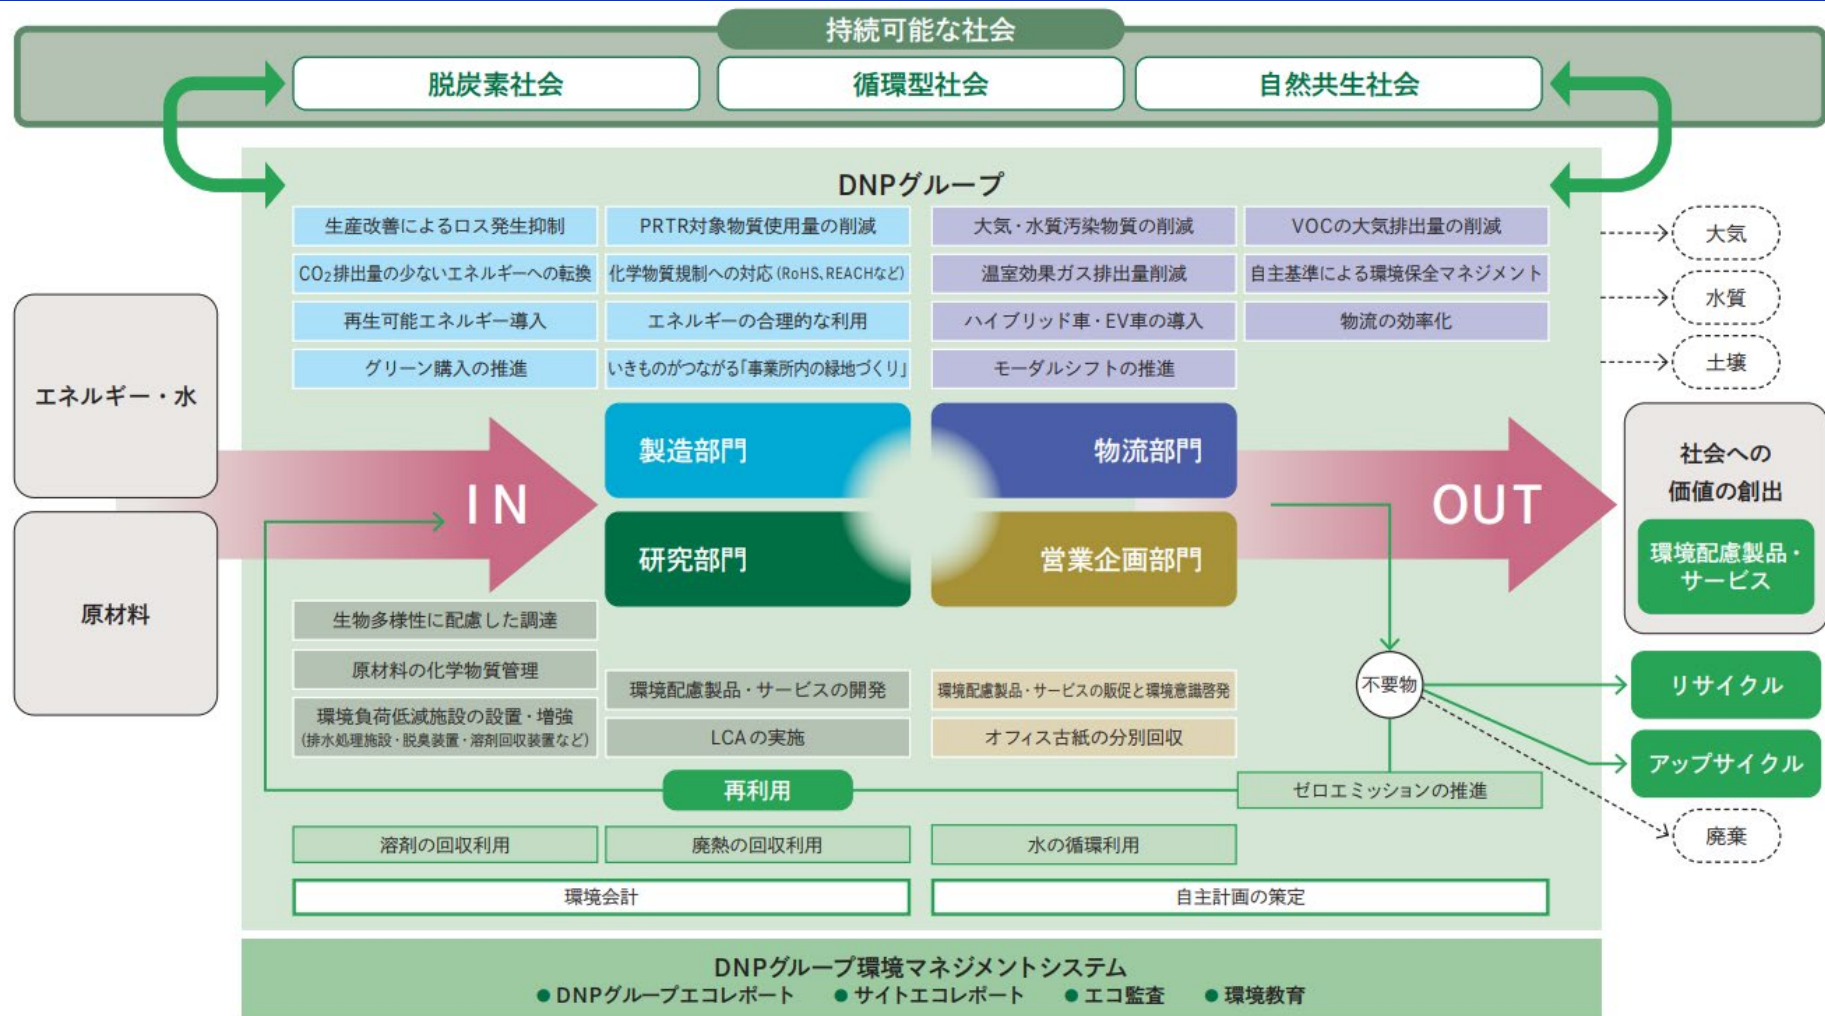 持続可能な社会
脱炭素社会
循環型社会
自然共生社会
DNPグループ
生産改善によるロス発生抑制
PRTR対象物質使用量の削減
大気・水質汚染物質の削減
VOCの大気排出量の削減
CO₂排出量の少ないエネルギーへの転換
化学物質規制への対応(RoHS、REACHなど)
温室効果ガス排出量削減
自主基準による環境保全マネジメント
再生可能エネルギー導入
エネルギーの合理的な利用
ハイブリッド車・EV車の導入
物流の効率化
グリーン購入の推進
いきものがつながる「事業所内の緑地づくり」
モーダルシフトの推進
大気
水質
土壌
エネルギー・水
原材料
IN
製造部門
物流部門
研究部門
営業企画部門
OUT
社会への
価値の創出
環境配慮製品・
サービス
生物多様性に配慮した調達
原材料の化学物質管理
環境負荷低減施設の設置・増強
(排水処理施設・脱臭装置・溶剤回収装置など)
環境配慮製品・サービスの開発
LCAの実施
環境配慮製品・サービスの販促と環境意識啓発
オフィス古紙の分別回収
不要物
リサイクル
アップサイクル
廃棄
再利用
ゼロエミッションの推進
溶剤の回収利用
廃熱の回収利用
水の循環利用
環境会計
自主計画の策定
DNPグループ環境マネジメントシステム
●DNPグループエコレポート ●サイトエコレポート ●エコ監査 ●環境教育